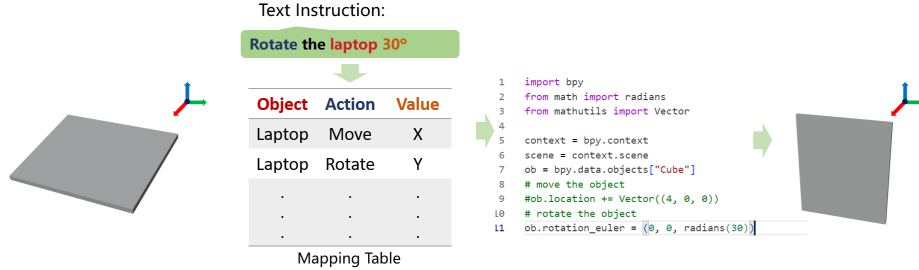 Text Instruction:
Rotate the laptop 30º
Object Action Value
Laptop Move X
Laptop Rotate Y
. . .
. . .
. . .
Mapping Table
1 import bpy
2 from math import radians
3 from mathutils import Vector
4
5 context = bpy.context
6 scene = context.scene
7 ob = bpy.data.objects["Cube"]
8 # move the object
9 #ob.location += Vector((4, 0, 0))
10 # rotate the object
11 ob.rotation_euler = (0, 0, radians(30))